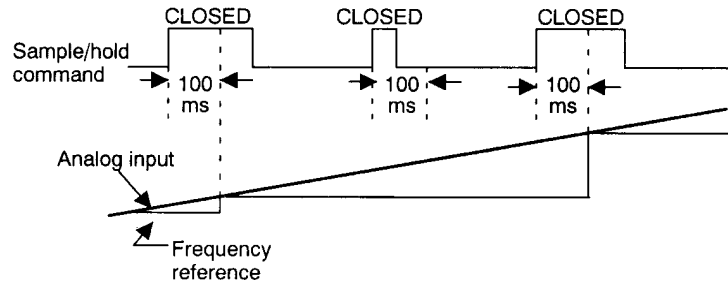 CLOSED CLOSED CLOSED
Sample/hold
command
100
ms
100
ms
100
ms
Analog input
Frequency
reference